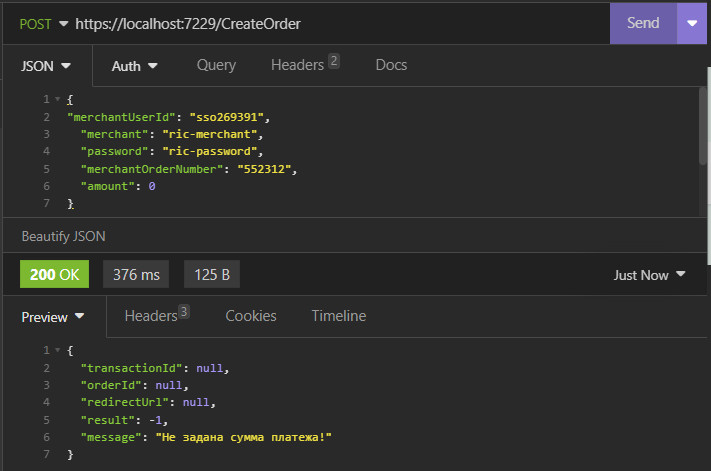 POST https://localhost:7229/CreateOrder Send
JSON Auth Query Headers 2 Docs
1 {
2 "merchantUserId": "sso269391",
3 "merchant": "ric-merchant",
4 "password": "ric-password",
5 "merchantOrderNumber": "552312",
6 "amount": 0
7 }
Beautify JSON
200 OK 376 ms 125 B Just Now
Preview Headers 3 Cookies Timeline
1 {
2 "transactionId": null,
3 "orderId": null,
4 "redirectUrl": null,
5 "result": -1,
6 "message": "Не задана сумма платежа!"
7 }